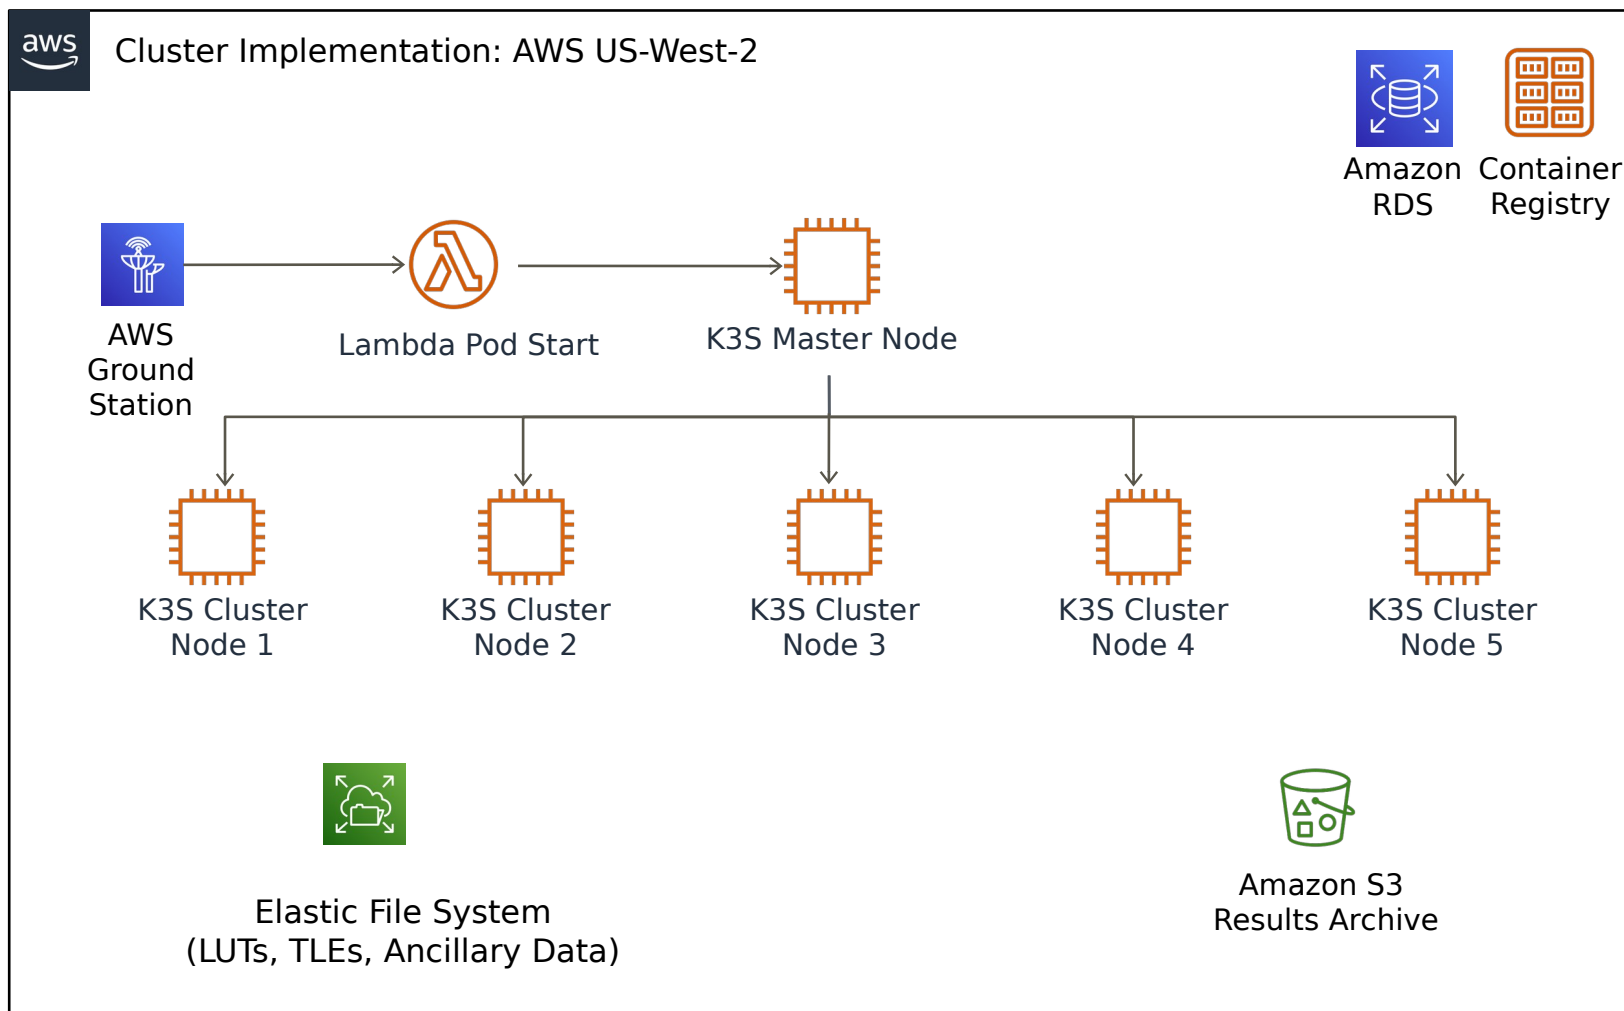 aws
Cluster Implementation: AWS US-West-2
Amazon
RDS
Container
Registry
AWS
Ground
Station
Lambda Pod Start
K3S Master Node
K3S Cluster
Node 1
K3S Cluster
Node 2
K3S Cluster
Node 3
K3S Cluster
Node 4
K3S Cluster
Node 5
Elastic File System
(LUTs, TLEs, Ancillary Data)
Amazon S3
Results Archive